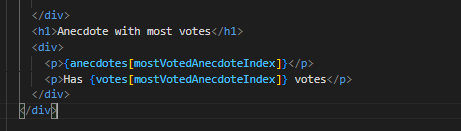 </div>
<h1>Anecdote with most votes</h1>
<div>
<p>{anecdotes[mostVotedAnecdoteIndex]}</p>
<p>Has {votes[mostVotedAnecdoteIndex]} votes</p>
</div>
</div>